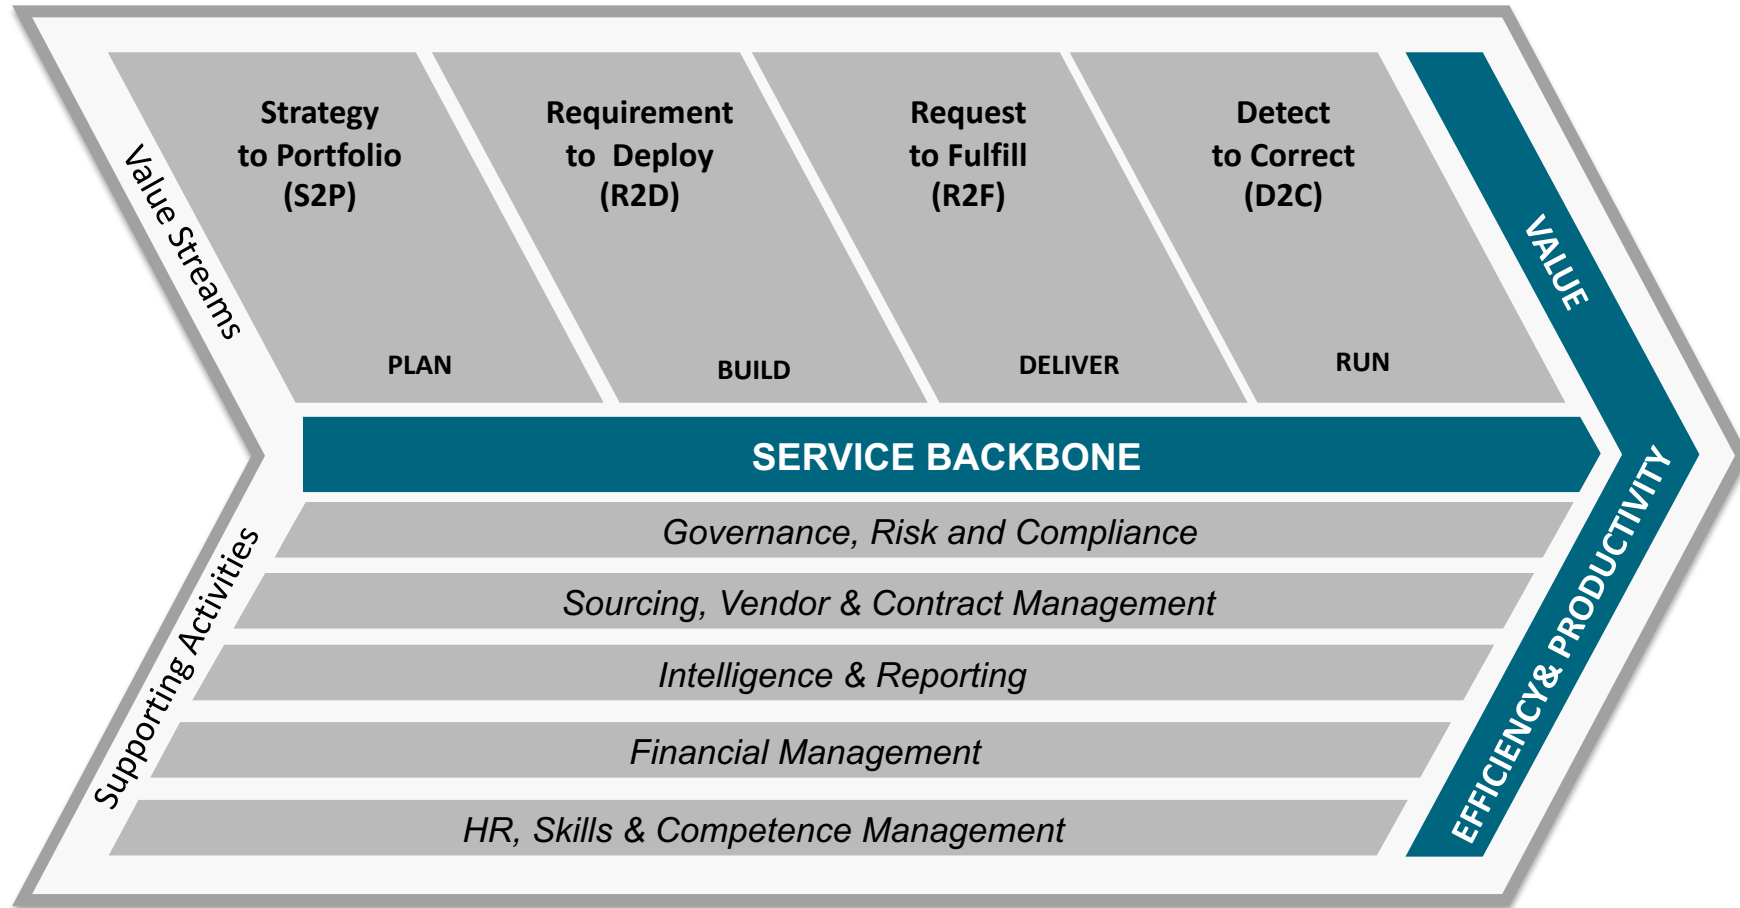 Value Streams
Strategy
to Portfolio
(S2P)
PLAN
Requirement
to Deploy
(R2D)
BUILD
Request
to Fulfill
(R2F)
DELIVER
Detect
to Correct
(D2C)
RUN
VALUE
SERVICE BACKBONE
Supporting Activities
Governance, Risk and Compliance
Sourcing, Vendor & Contract Management
Intelligence & Reporting
Financial Management
HR, Skills & Competence Management
EFFICIENCY& PRODUCTIVITY